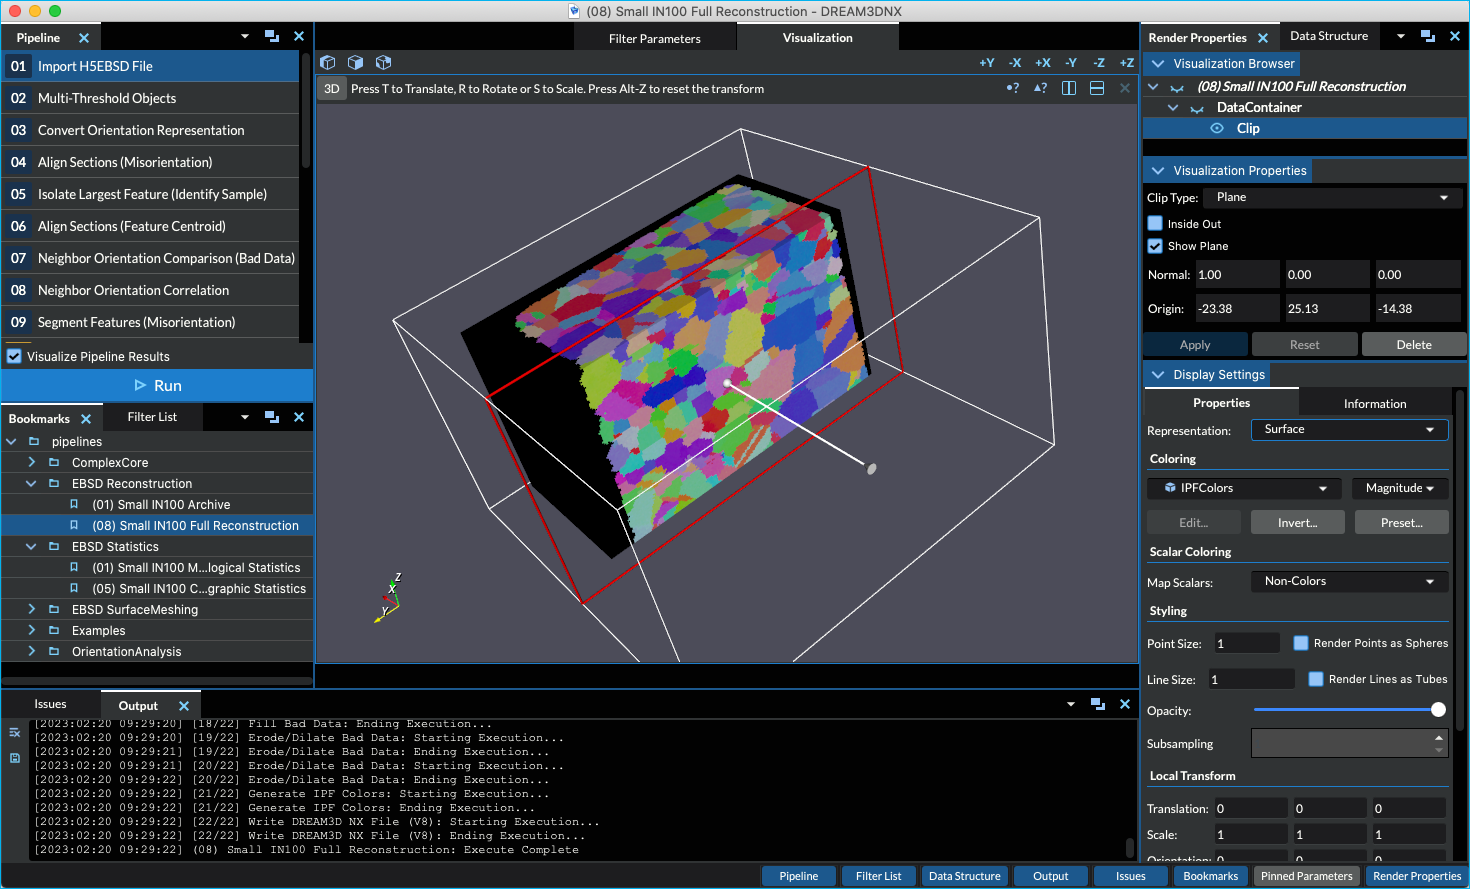 (08) Small IN100 Full Reconstruction - DREAM3DNX
Pipeline
01 Import H5EBSD File
02 Multi-Threshold Objects
03 Convert Orientation Representation
04 Align Sections (Misorientation)
05 Isolate Largest Feature (Identify Sample)
06 Align Sections (Feature Centroid)
07 Neighbor Orientation Comparison (Bad Data)
08 Neighbor Orientation Correlation
09 Segment Features (Misorientation)
Visualize Pipeline Results
Run
Bookmarks
Filter List
pipelines
ComplexCore
EBSD Reconstruction
(01) Small IN100 Archive
(08) Small IN100 Full Reconstruction
EBSD Statistics
(01) Small IN100 M...logical Statistics
(05) Small IN100 C...graphic Statistics
EBSD SurfaceMeshing
Examples
OrientationAnalysis
Filter Parameters
Visualization
+Y -X +X -Y -Z +Z
3D Press T to Translate, R to Rotate or S to Scale. Press Alt-Z to reset the transform
Z
X
Y
Render Properties
Data Structure
Visualization Browser
(08) Small IN100 Full Reconstruction
DataContainer
Clip
Visualization Properties
Clip Type: Plane
Inside Out
Show Plane
Normal: 1.00 0.00 0.00
Origin: -23.38 25.13 -14.38
Apply Reset Delete
Display Settings
Properties Information
Representation: Surface
Coloring
IPFColors Magnitude
Edit... Invert... Preset...
Scalar Coloring
Map Scalars: Non-Colors
Styling
Point Size: 1 Render Points as Spheres
Line Size: 1 Render Lines as Tubes
Opacity:
Subsampling
Local Transform
Translation: 0 0 0
Scale: 1 1 1
Orientation: 0 0 0
Issues
Output
[2023:02:20 09:29:20] [18/22] Fill Bad Data: Ending Execution...
[2023:02:20 09:29:20] [19/22] Erode/Dilate Bad Data: Starting Execution...
[2023:02:20 09:29:21] [19/22] Erode/Dilate Bad Data: Ending Execution...
[2023:02:20 09:29:21] [20/22] Erode/Dilate Bad Data: Starting Execution...
[2023:02:20 09:29:22] [20/22] Erode/Dilate Bad Data: Ending Execution...
[2023:02:20 09:29:22] [21/22] Generate IPF Colors: Starting Execution...
[2023:02:20 09:29:22] [21/22] Generate IPF Colors: Ending Execution...
[2023:02:20 09:29:22] [22/22] Write DREAM3D NX File (V8): Starting Execution...
[2023:02:20 09:29:22] [22/22] Write DREAM3D NX File (V8): Ending Execution...
[2023:02:20 09:29:22] (08) Small IN100 Full Reconstruction: Execute Complete
Pipeline Filter List Data Structure Output Issues Bookmarks Pinned Parameters Render Properties